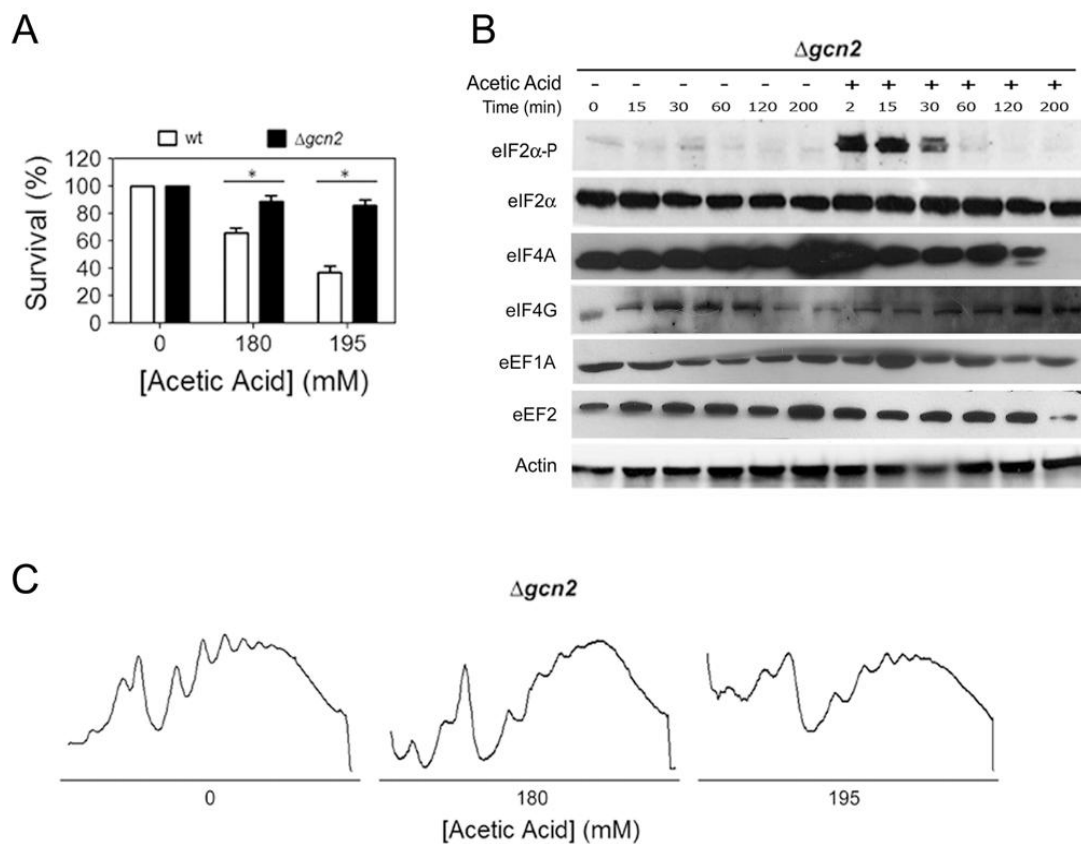 A
wt Δgcn2
Survival (%)
120
100
80
60
40
20
0
* *
0 180 195
[Acetic Acid] (mM)
B
Δgcn2
Acetic Acid - - - - - - + + + + + +
Time (min) 0 15 30 60 120 200 2 15 30 60 120 200
eIF2α-P
eIF2α
eIF4A
eIF4G
eEF1A
eEF2
Actin
C
Δgcn2
0 180 195
[Acetic Acid] (mM)